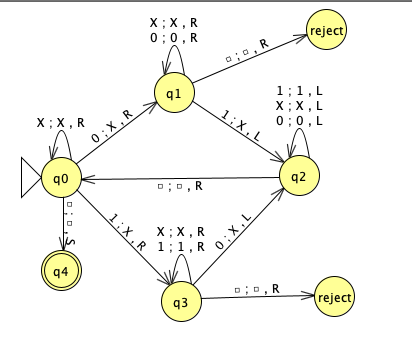 X ; X , R
0 ; 0 , R
□ ; □ , R
reject
q1
1 ; 1 , L
X ; X , L
0 ; 0 , L
X ; X , R
0 ; X , R
1 ; X , L
q0
□ ; □ , R
q2
□ ; □ , S
1 ; X , R
X ; X , R
1 ; 1 , R
0 ; X , L
q4
q3
□ ; □ , R
reject